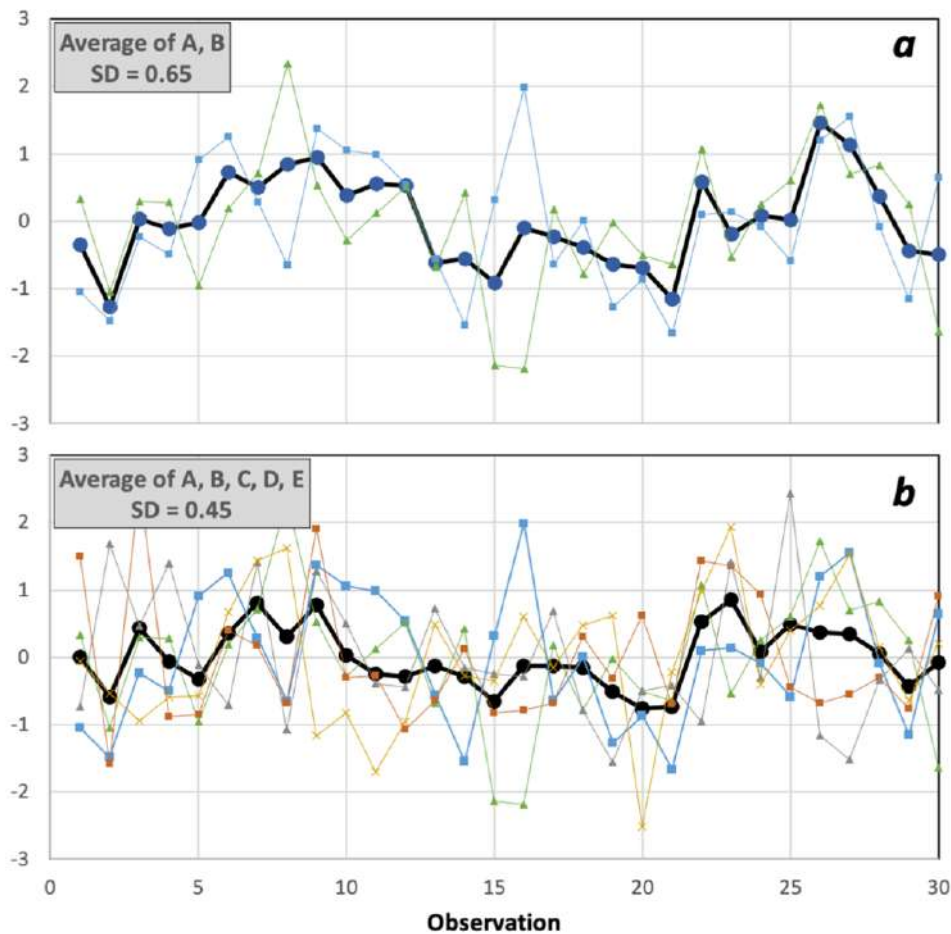 3
Average of A, B
SD = 0.65
a
2
1
0
-1
-2
-3
3
Average of A, B, C, D, E
SD = 0.45
b
2
1
0
-1
-2
-3
0 5 10 15 20 25 30
Observation